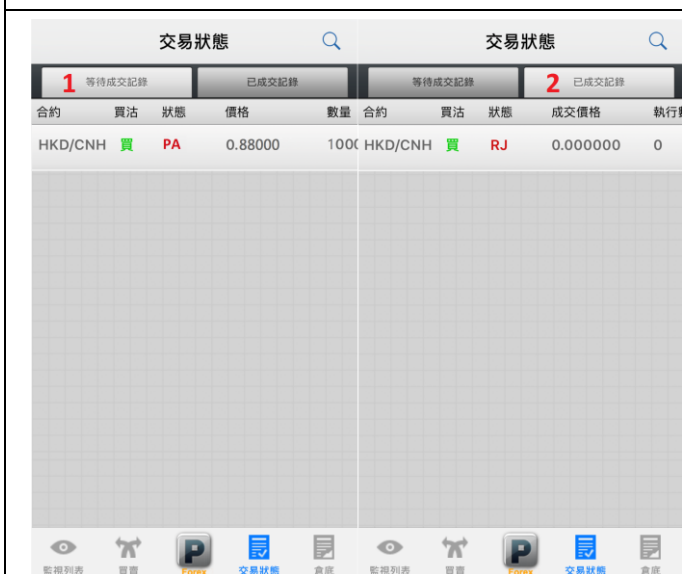 交易狀態
1 等待成交記錄 已成交記錄
合約 買沽 狀態 價格 數量
HKD/CNH 買 PA 0.88000 1000
監視列表 買賣 Forex 交易狀態 倉底
交易狀態
等待成交記錄 2 已成交記錄
合約 買沽 狀態 成交價格
HKD/CNH 買 RJ 0.000000 0
監視列表 買賣 Forex 交易狀態 倉底